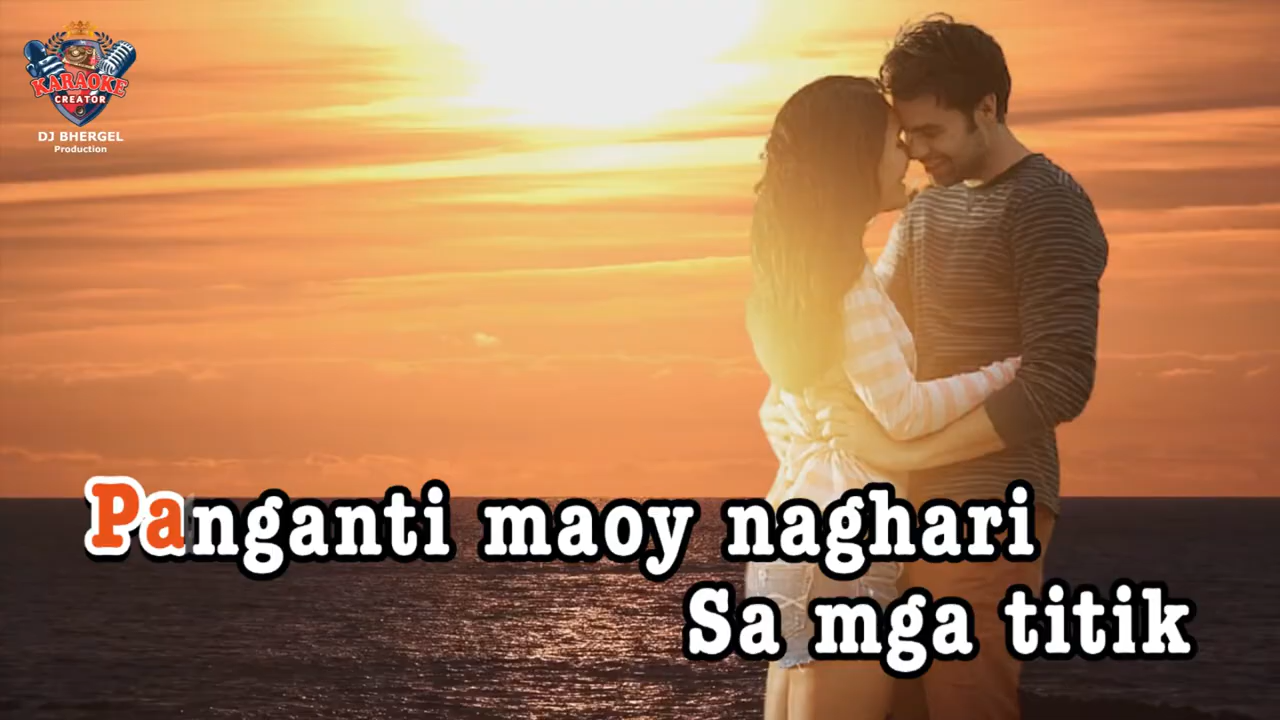 KARAOKE
CREATOR
DJ BHERGEL
Production
Panganti maoy naghari
Sa mga titik